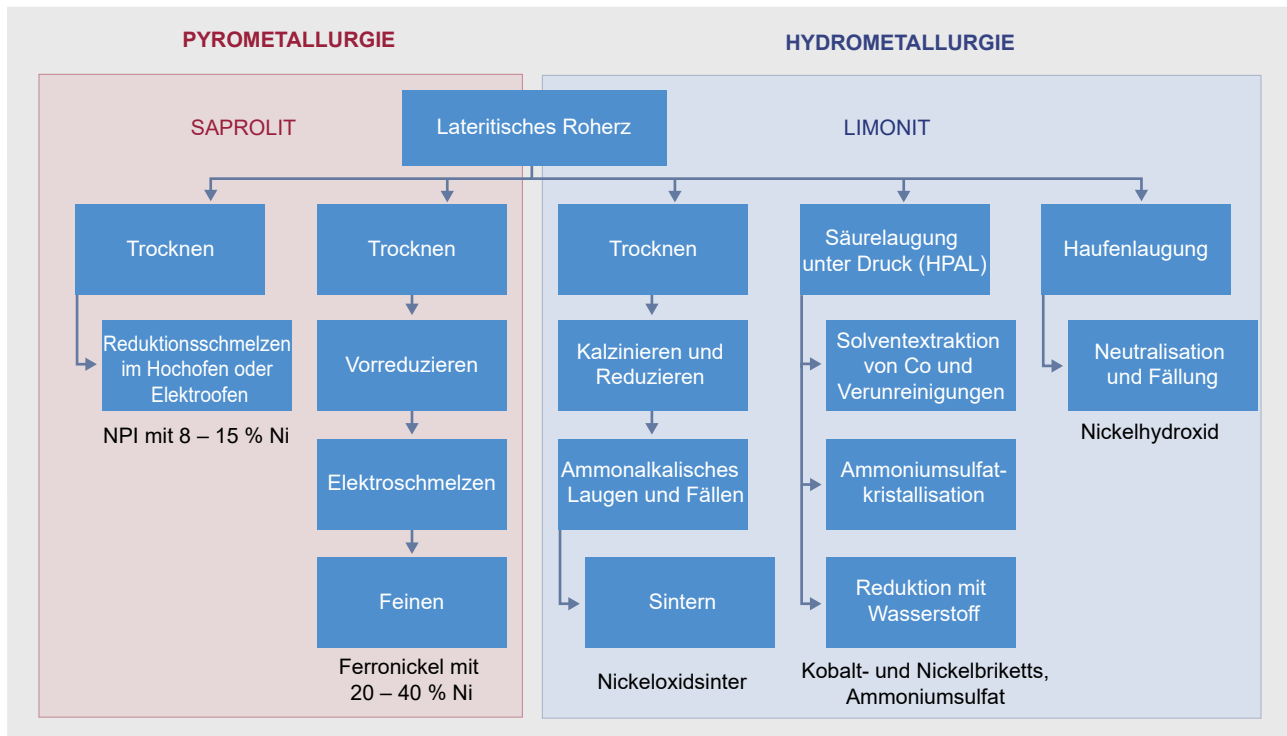 PYROMETALLURGIE
HYDROMETALLURGIE
SAPROLIT
Lateritisches Roherz
LIMONIT
Trocknen
Reduktionsschmelzen
im Hochofen oder
Elektroofen
NPI mit 8 – 15 % Ni
Trocknen
Vorreduzieren
Elektroschmelzen
Feinen
Ferronickel mit
20 – 40 % Ni
Trocknen
Kalzinieren und
Reduzieren
Ammonalkalisches
Laugen und Fällen
Sintern
Nickeloxidsinter
Säurelaugung
unter Druck (HPAL)
Solventextraktion
von Co und
Verunreinigungen
Ammoniumsulfat-
kristallisation
Reduktion mit
Wasserstoff
Kobalt- und Nickelbriketts,
Ammoniumsulfat
Haufenlaugung
Neutralisation
und Fällung
Nickelhydroxid